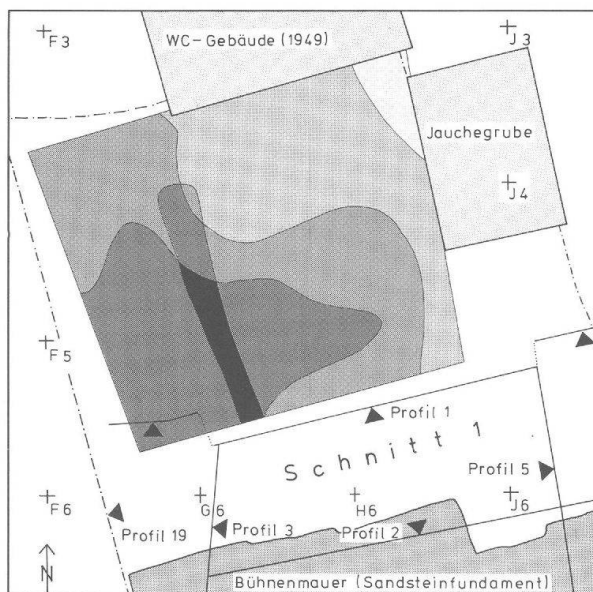 F3
WC-Gebäude (1949)
J3
Jauchegrube
J4
F5
Profil 1
Schnitt 1
Profil 5
F6
G6
H6
J6
Profil 19
Profil 3
Profil 2
N
Bühnenmauer (Sandsteinfundament)